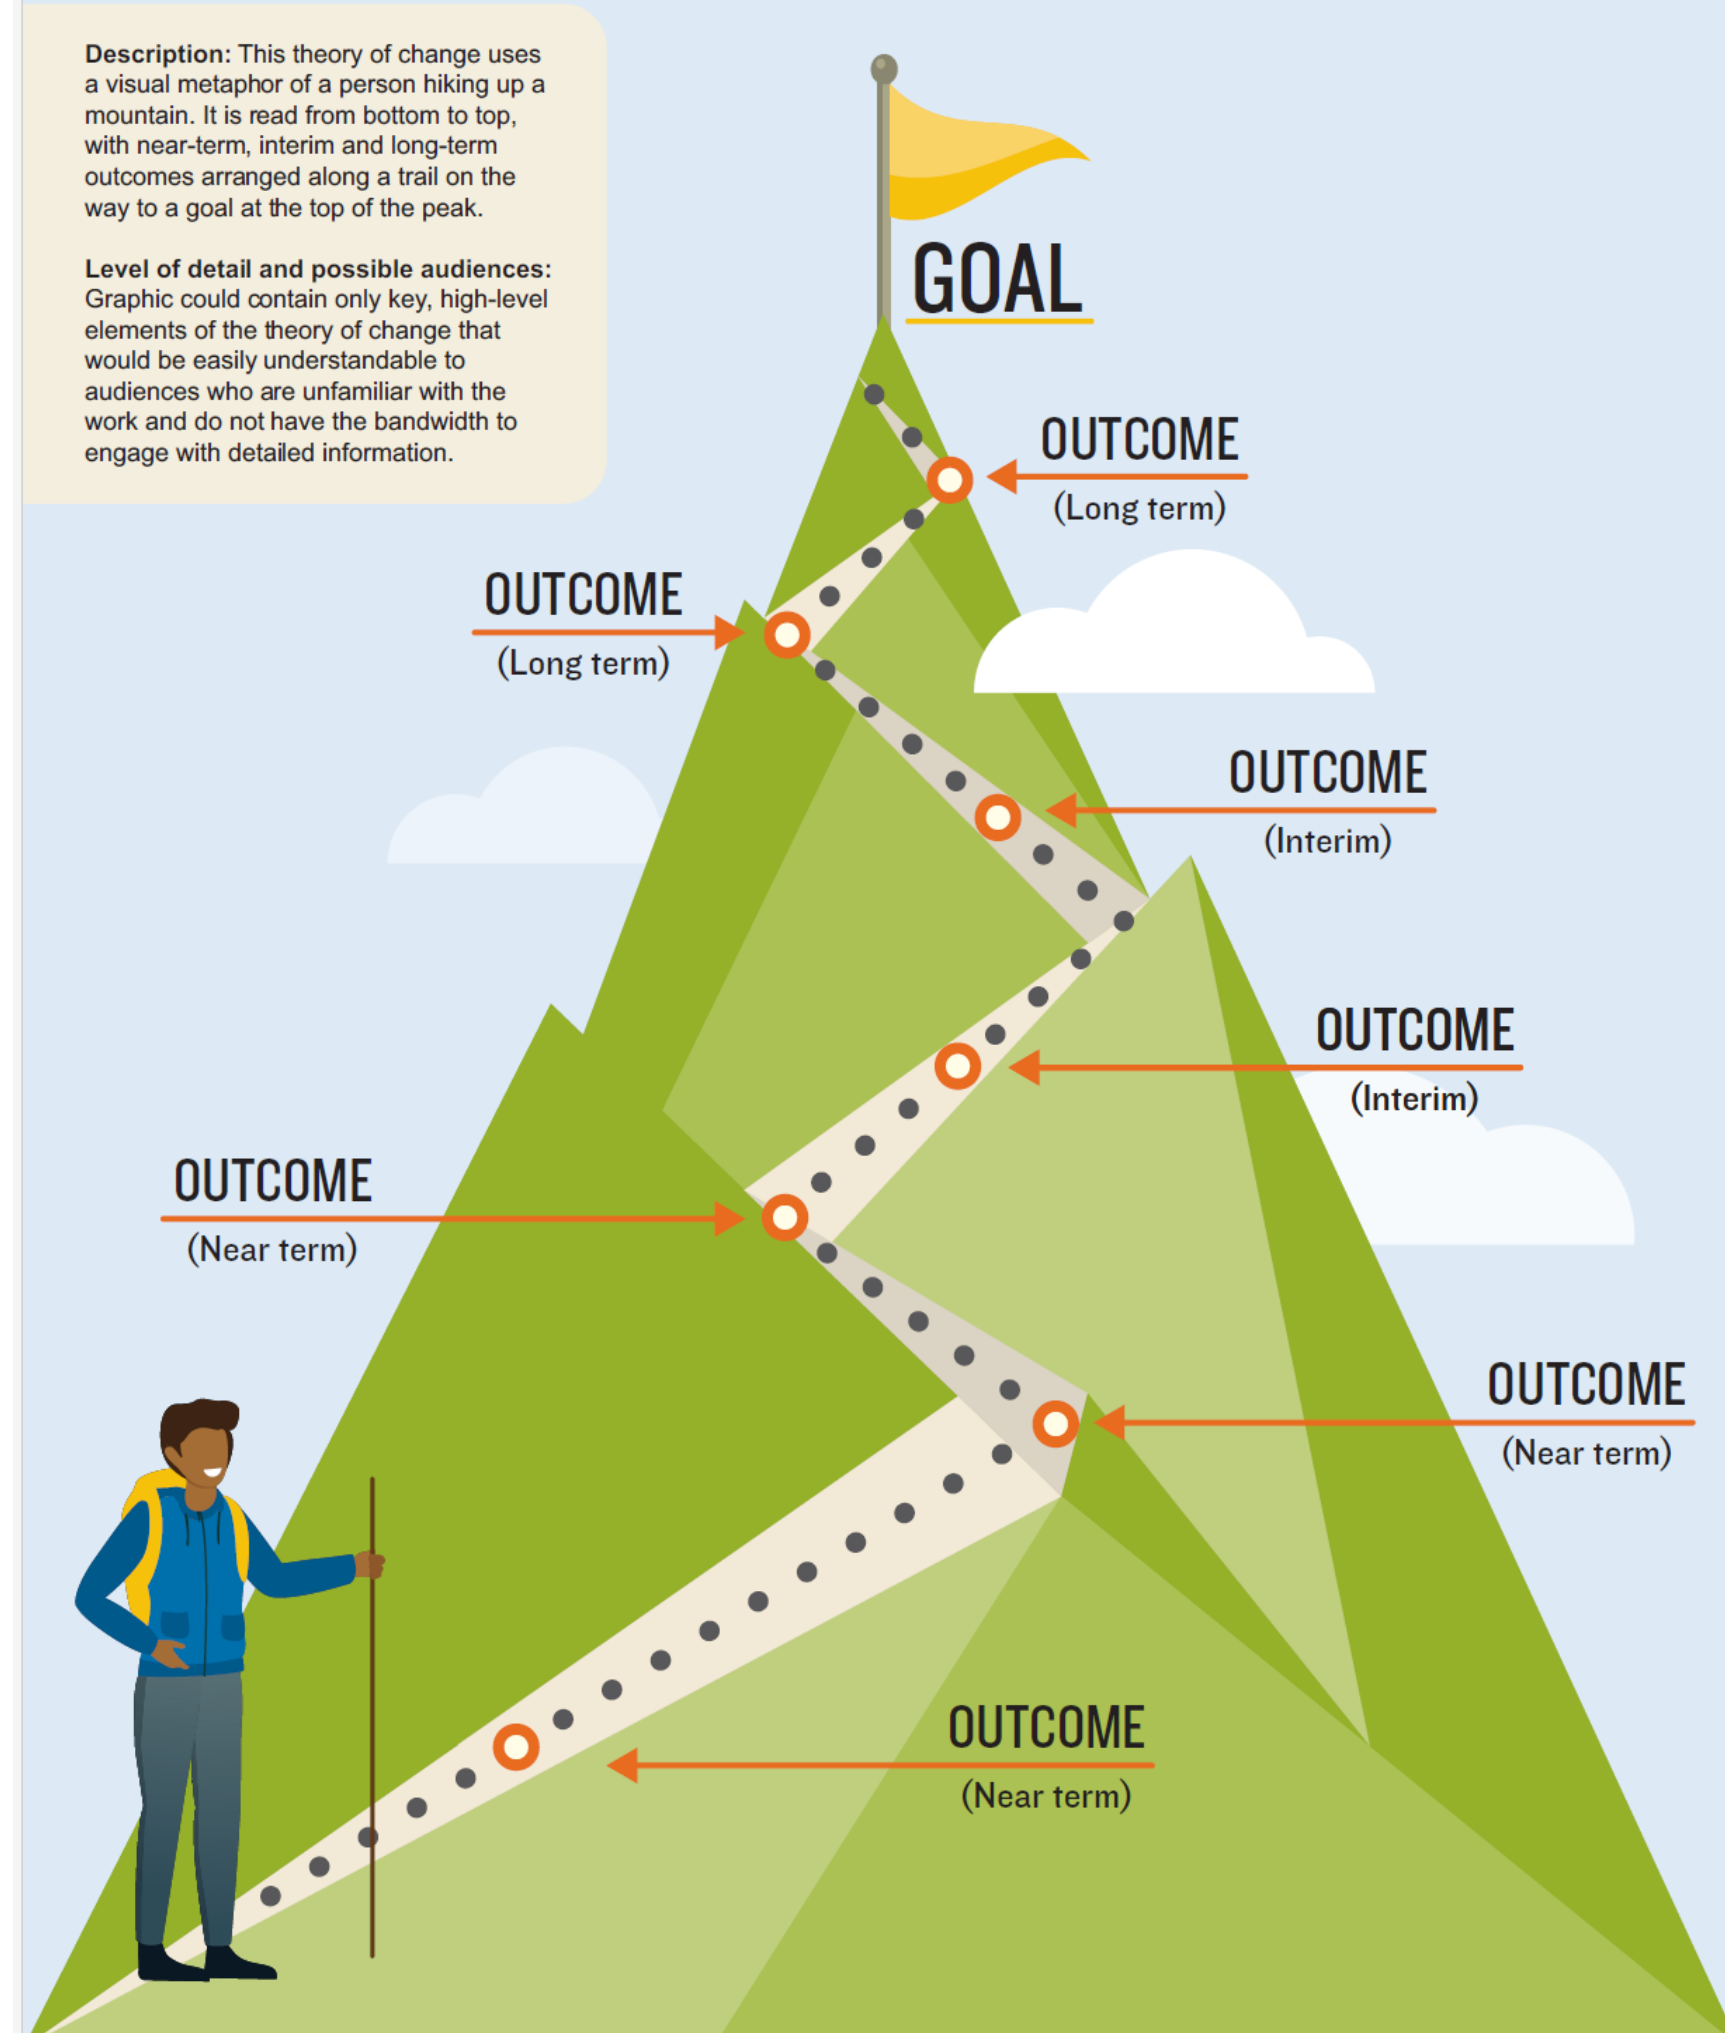 Description: This theory of change uses
a visual metaphor of a person hiking up a
mountain. It is read from bottom to top,
with near-term, interim and long-term
outcomes arranged along a trail on the
way to a goal at the top of the peak.
Level of detail and possible audiences:
Graphic could contain only key, high-level
elements of the theory of change that
would be easily understandable to
audiences who are unfamiliar with the
work and do not have the bandwidth to
engage with detailed information.
GOAL
OUTCOME
(Long term)
OUTCOME
(Long term)
OUTCOME
(Interim)
OUTCOME
(Interim)
OUTCOME
(Near term)
OUTCOME
(Near term)
OUTCOME
(Near term)